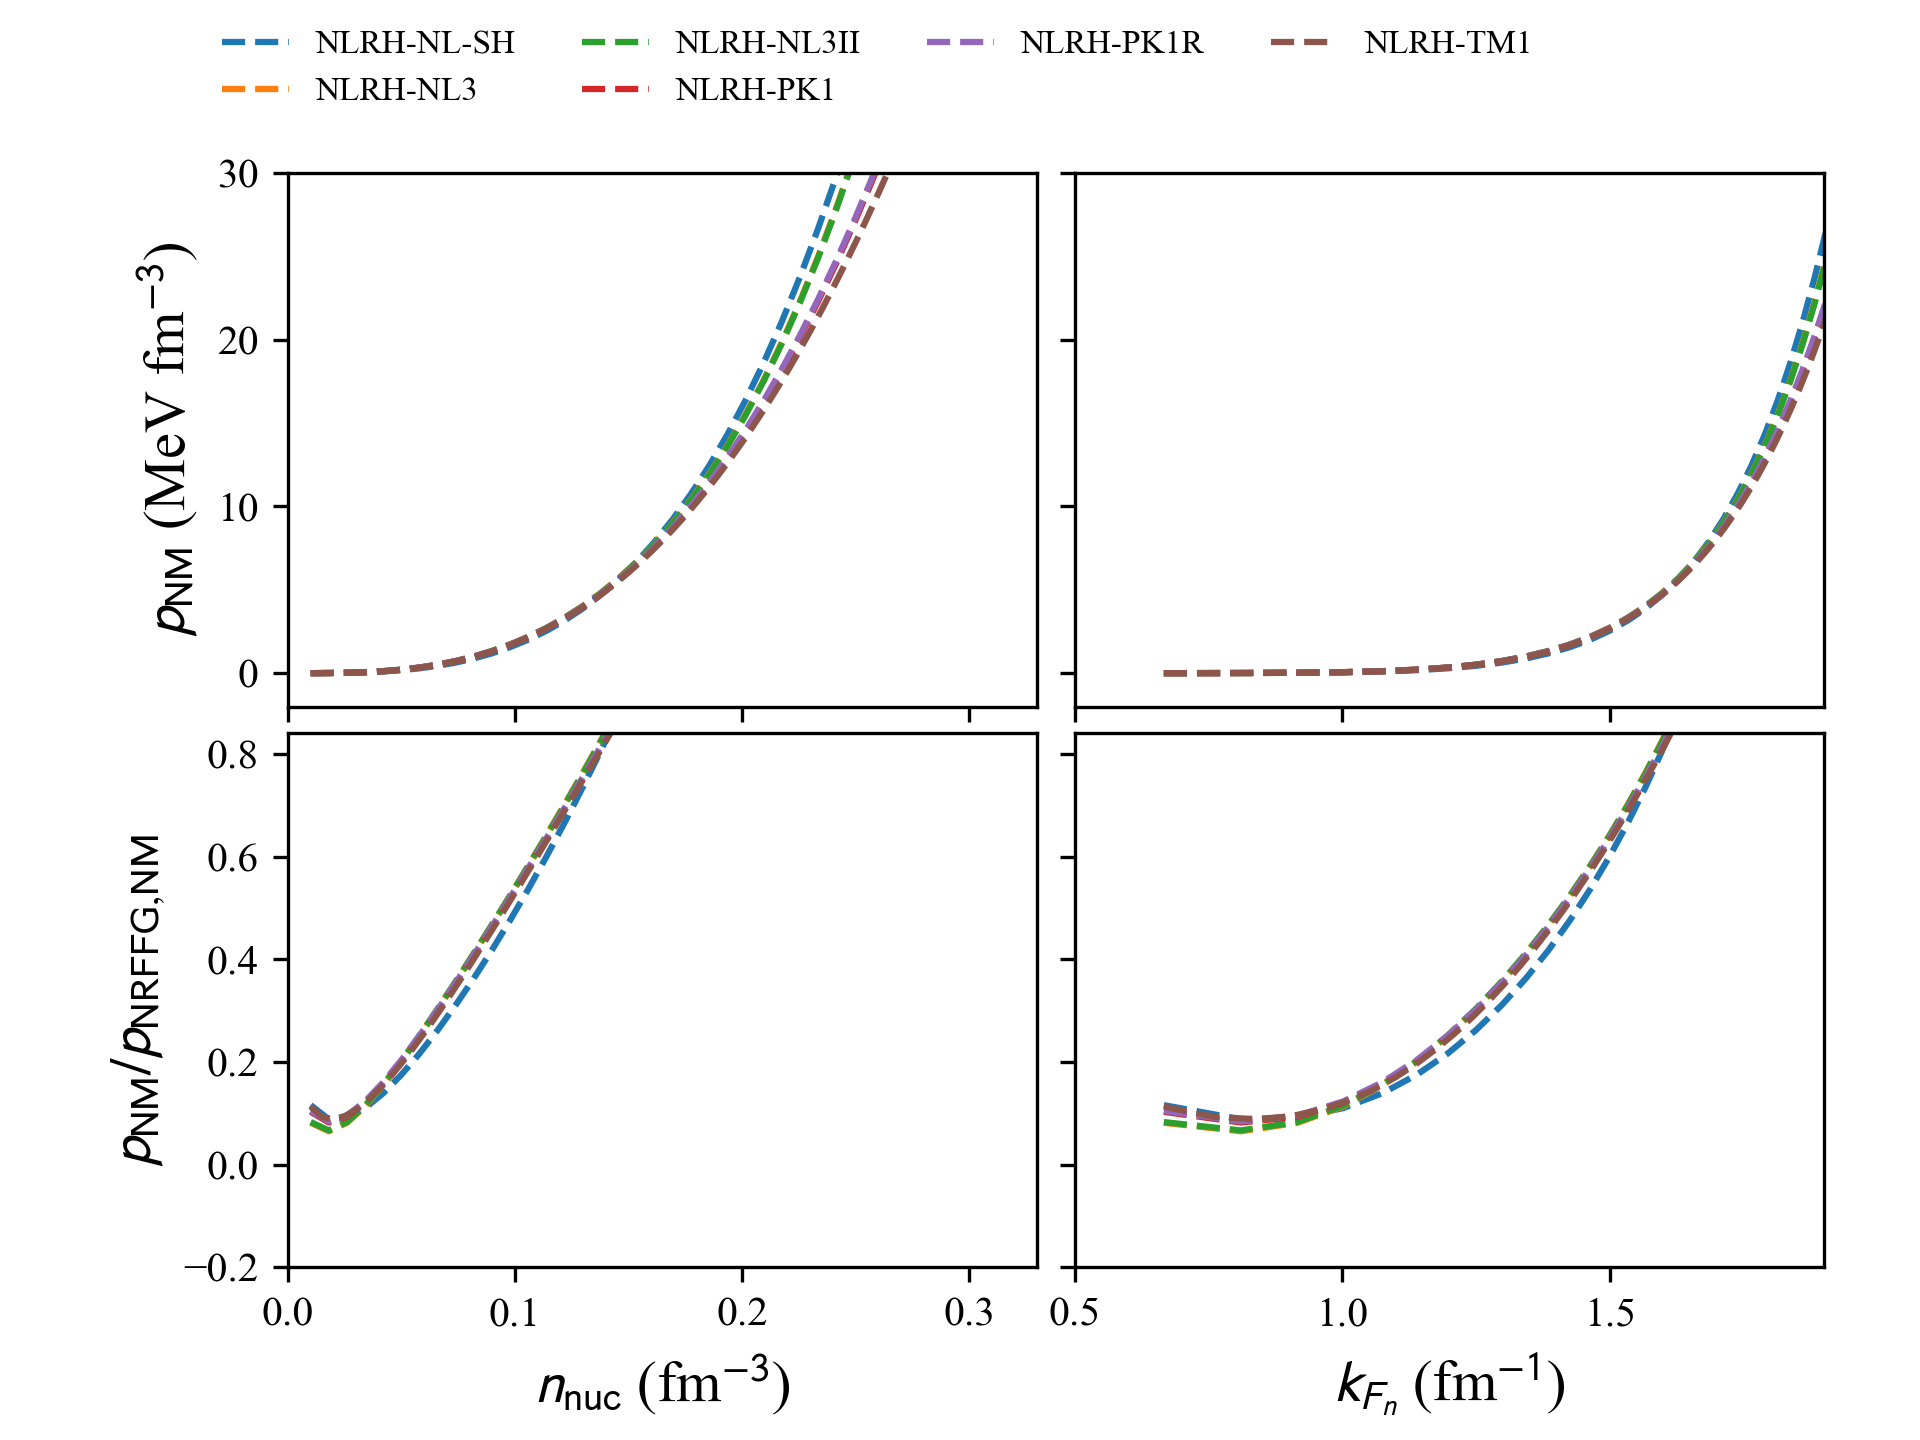 NLRH-NL-SH NLRH-NL3II NLRH-PK1R NLRH-TM1
NLRH-NL3 NLRH-PK1
30
20
10
0
p_NM (MeV fm⁻³)
0.8
0.6
0.4
0.2
0.0
−0.2
p_NM/p_NRFFG,NM
0.0 0.1 0.2 0.3 0.5 1.0 1.5
n_nuc (fm⁻³) k_F_n (fm⁻¹)